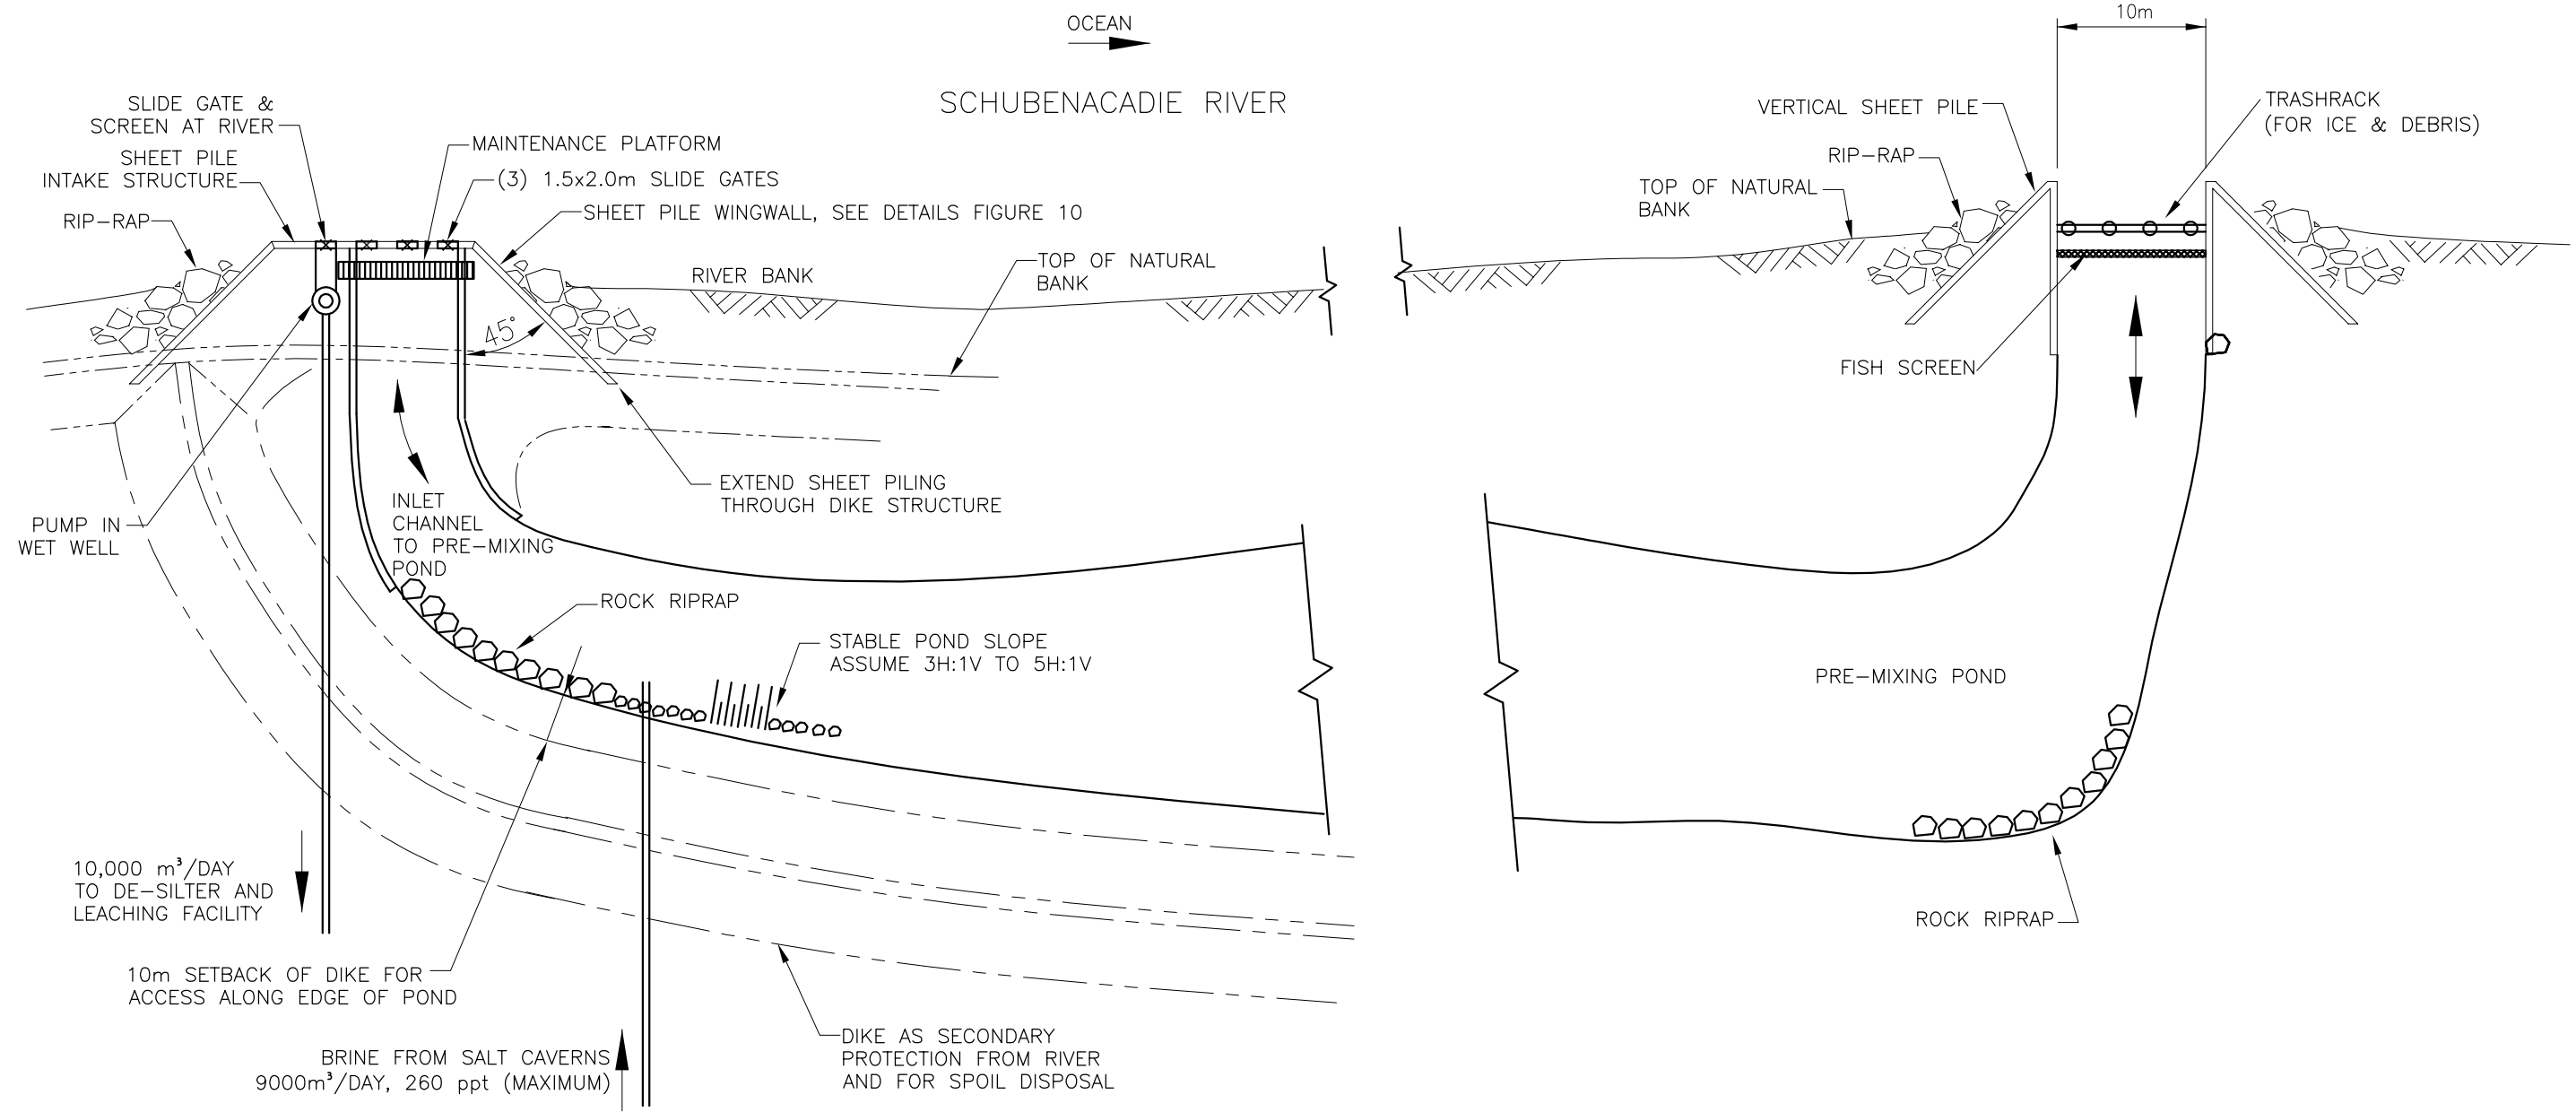 OCEAN
SCHUBENACADIE RIVER
10m
SLIDE GATE &
SCREEN AT RIVER
SHEET PILE
INTAKE STRUCTURE
RIP-RAP
MAINTENANCE PLATFORM
(3) 1.5x2.0m SLIDE GATES
SHEET PILE WINGWALL, SEE DETAILS FIGURE 10
RIVER BANK
TOP OF NATURAL
BANK
45°
EXTEND SHEET PILING
THROUGH DIKE STRUCTURE
PUMP IN
WET WELL
INLET
CHANNEL
TO PRE-MIXING
POND
ROCK RIPRAP
STABLE POND SLOPE
ASSUME 3H:1V TO 5H:1V
10,000 m³/DAY
TO DE-SILTER AND
LEACHING FACILITY
10m SETBACK OF DIKE FOR
ACCESS ALONG EDGE OF POND
BRINE FROM SALT CAVERNS
9000m³/DAY, 260 ppt (MAXIMUM)
DIKE AS SECONDARY
PROTECTION FROM RIVER
AND FOR SPOIL DISPOSAL
VERTICAL SHEET PILE
RIP-RAP
TOP OF NATURAL
BANK
TRASHRACK
(FOR ICE & DEBRIS)
FISH SCREEN
PRE-MIXING POND
ROCK RIPRAP